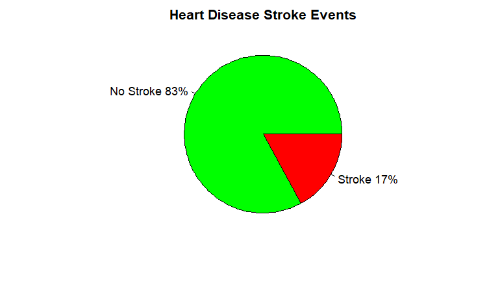 Heart Disease Stroke Events
No Stroke 83%
Stroke 17%